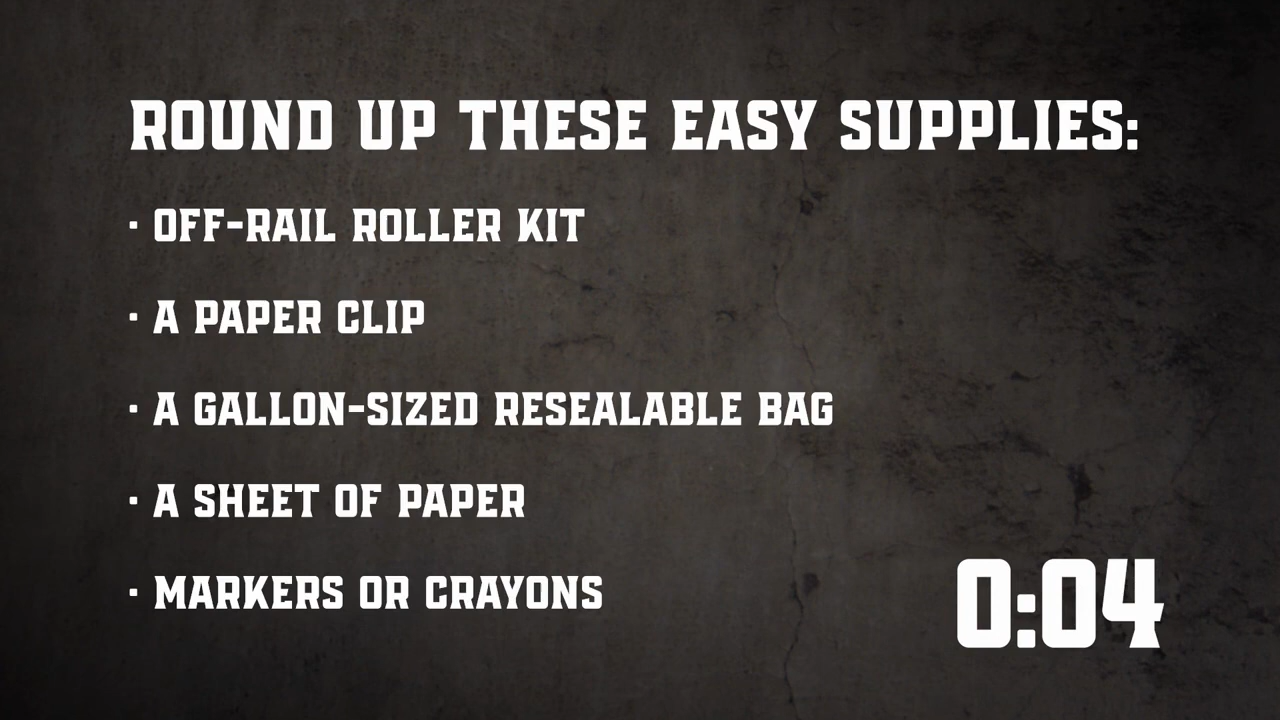 ROUND UP THESE EASY SUPPLIES:
· OFF-RAIL ROLLER KIT
· A PAPER CLIP
· A GALLON-SIZED RESEALABLE BAG
· A SHEET OF PAPER
· MARKERS OR CRAYONS
0:04